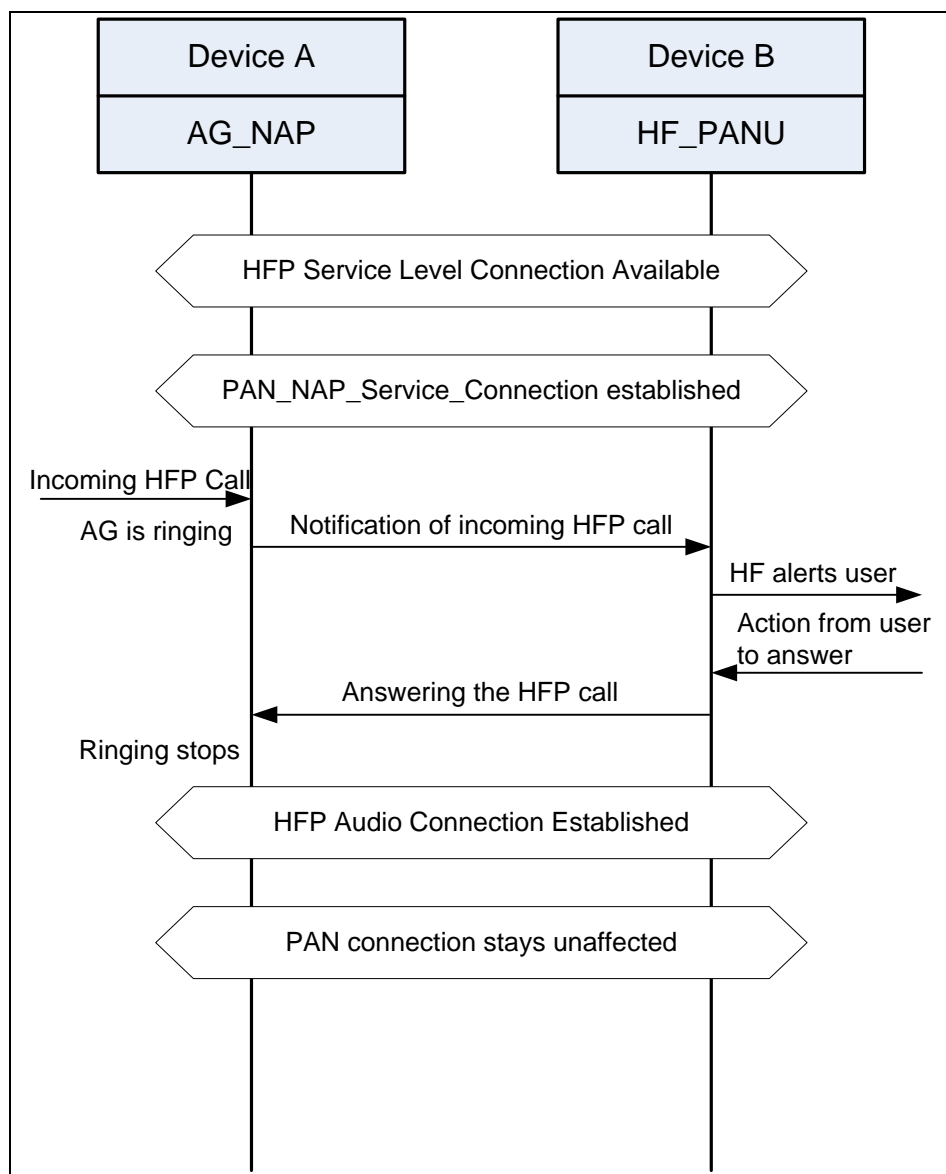 Device A
Device B
AG_NAP
HF_PANU
HFP Service Level Connection Available
PAN_NAP_Service_Connection established
Incoming HFP Call
AG is ringing
Notification of incoming HFP call
HF alerts user
Action from user
to answer
Answering the HFP call
Ringing stops
HFP Audio Connection Established
PAN connection stays unaffected